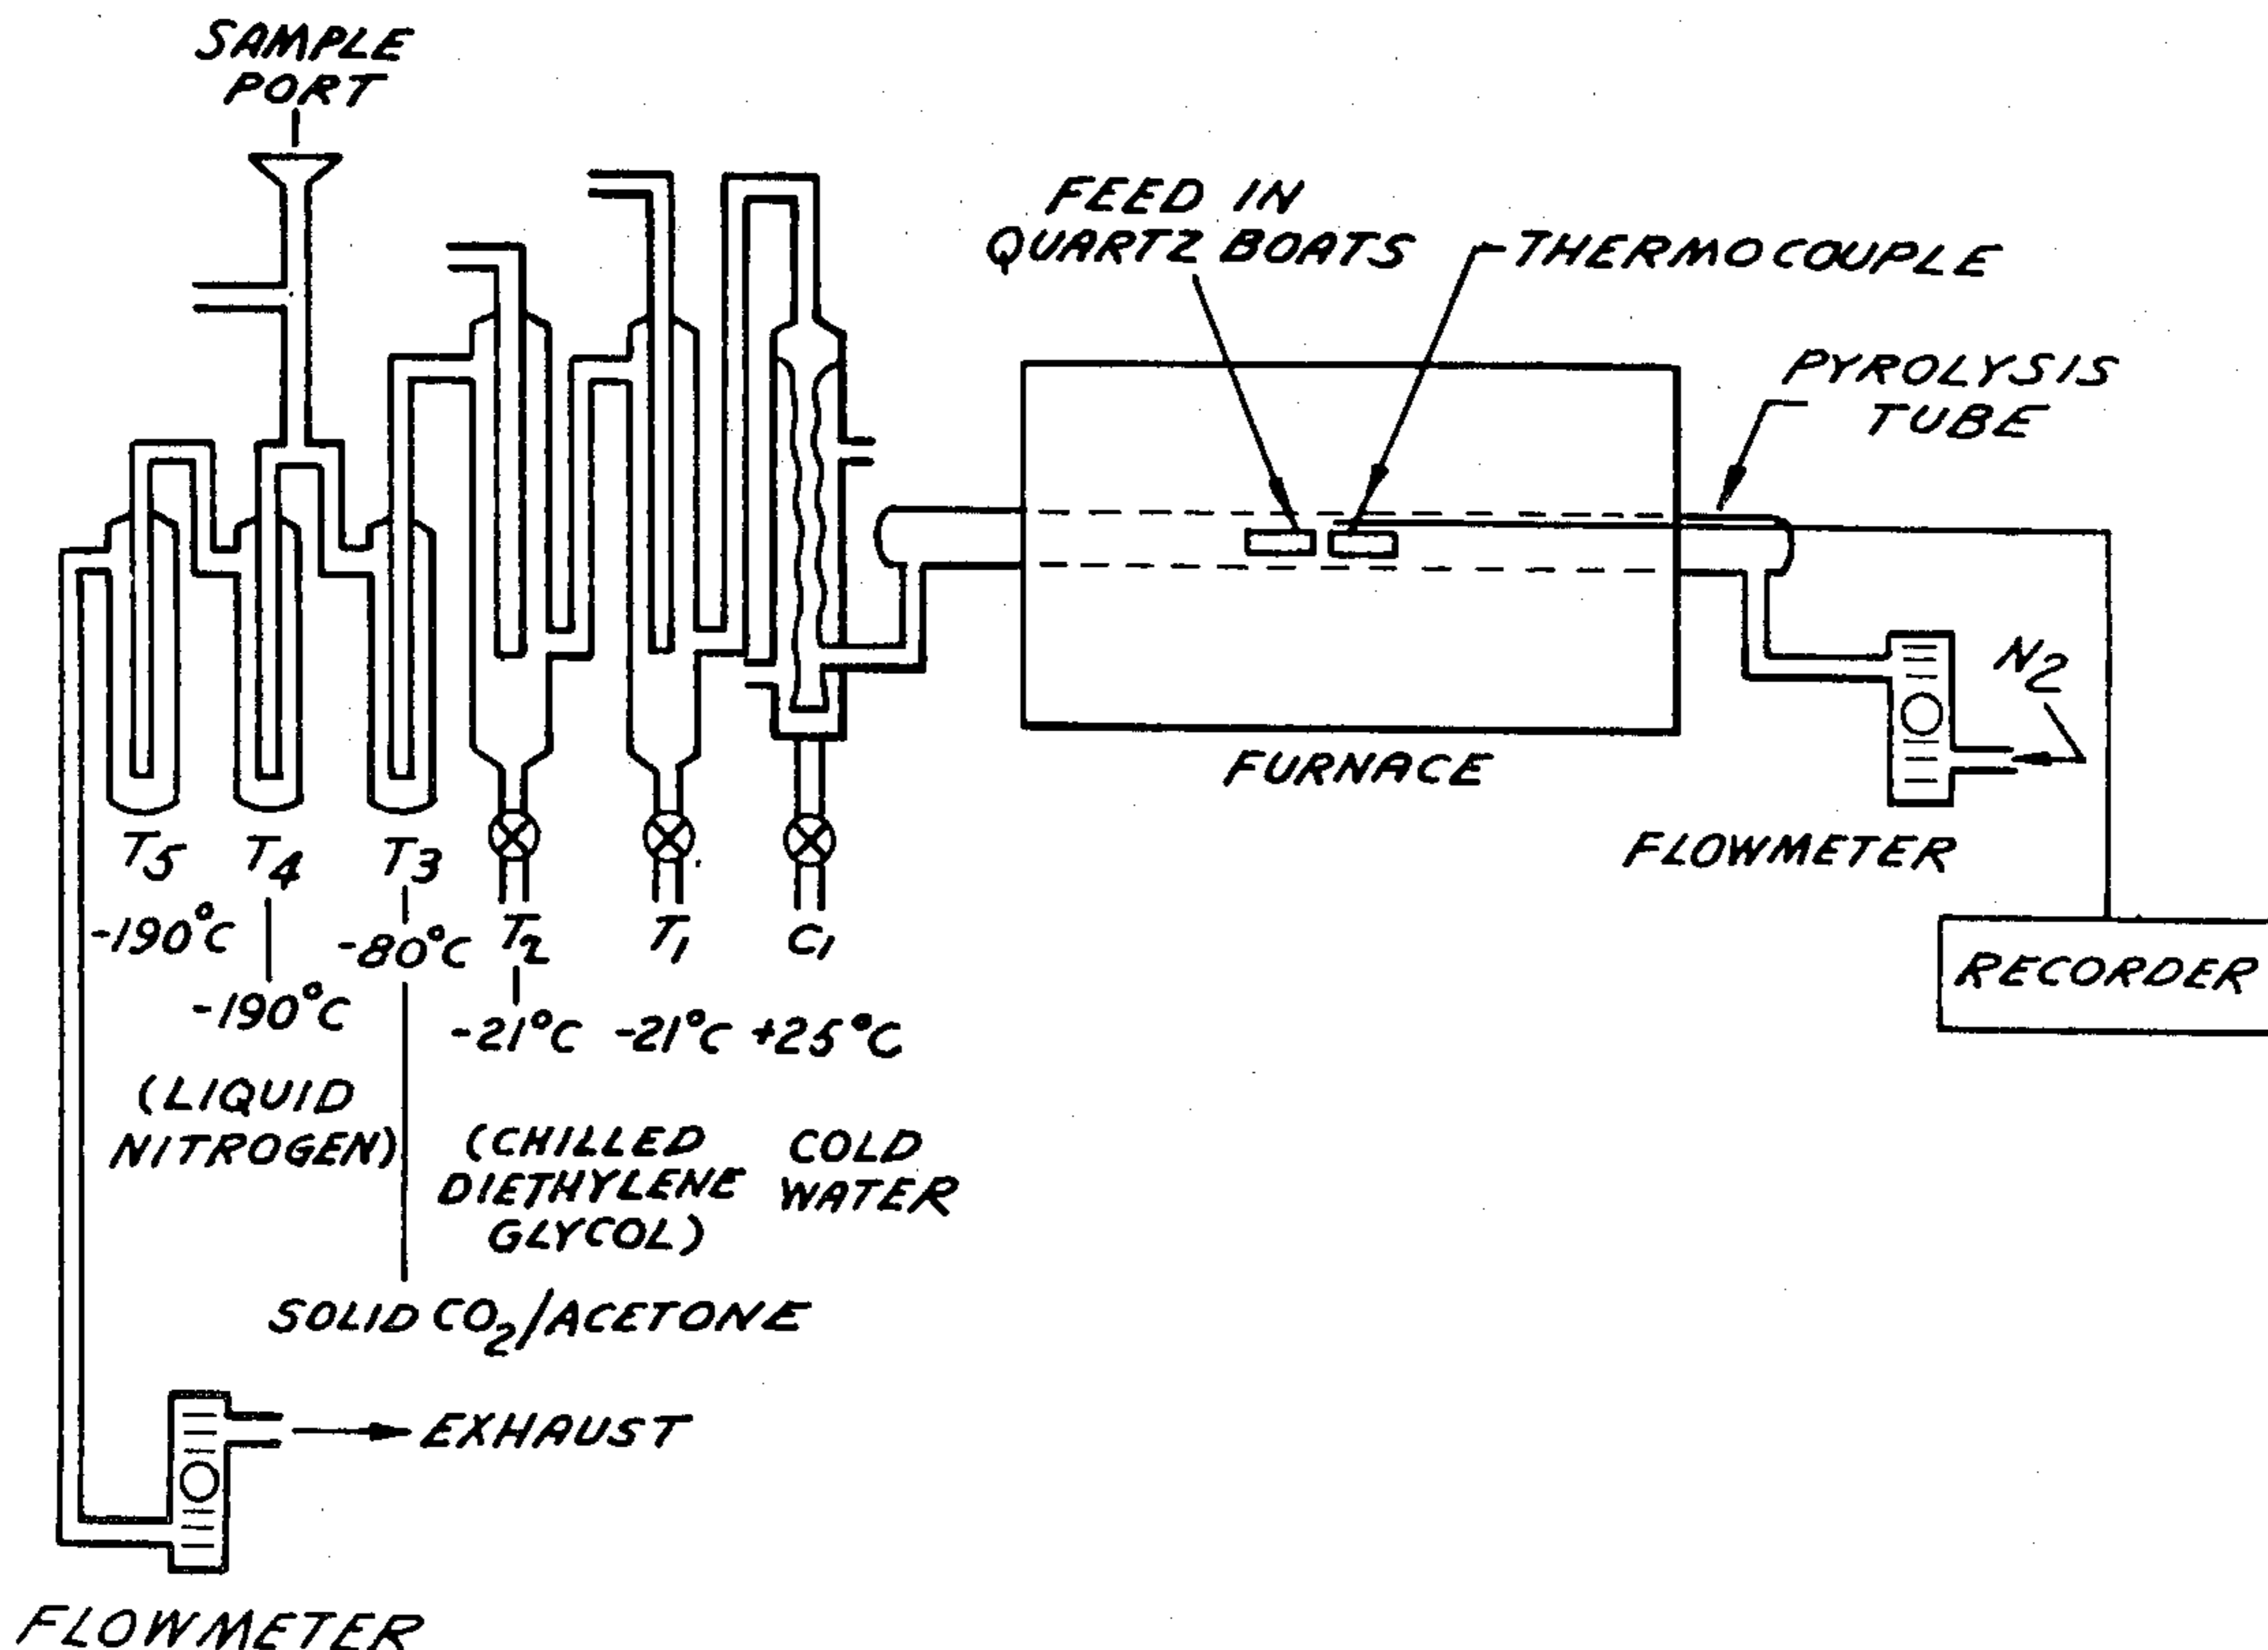 SAMPLE
PORT
FEED IN
QUARTZ BOATS
THERMOCOUPLE
PYROLYSIS
TUBE
N2
FURNACE
FLOWMETER
RECORDER
T5
T4
T3
T2
T1
C1
-190°C
-190°C
-80°C
-21°C
-21°C
+25°C
(LIQUID
NITROGEN)
(CHILLED
DIETHYLENE
GLYCOL)
COLD
WATER
SOLID CO2/ACETONE
EXHAUST
FLOWMETER